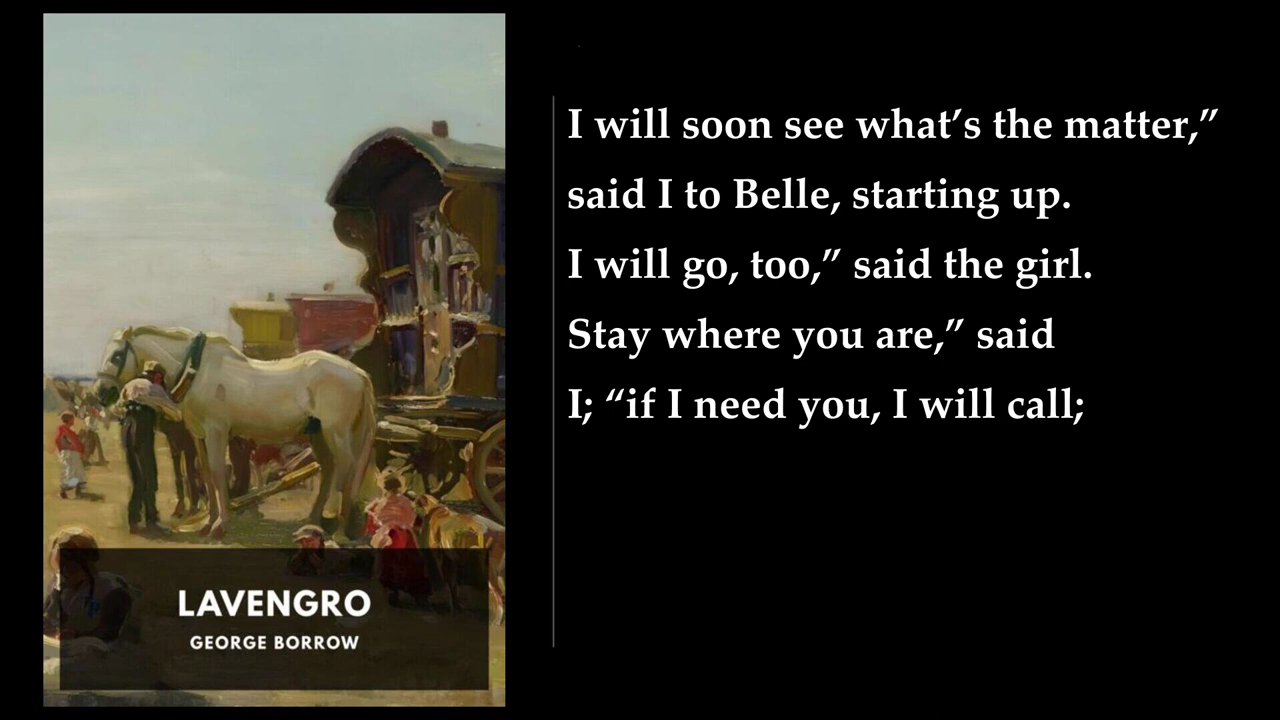 LAVENGRO
GEORGE BORROW
I will soon see what’s the matter,”
said I to Belle, starting up.
I will go, too,” said the girl.
Stay where you are,” said
I; “if I need you, I will call;